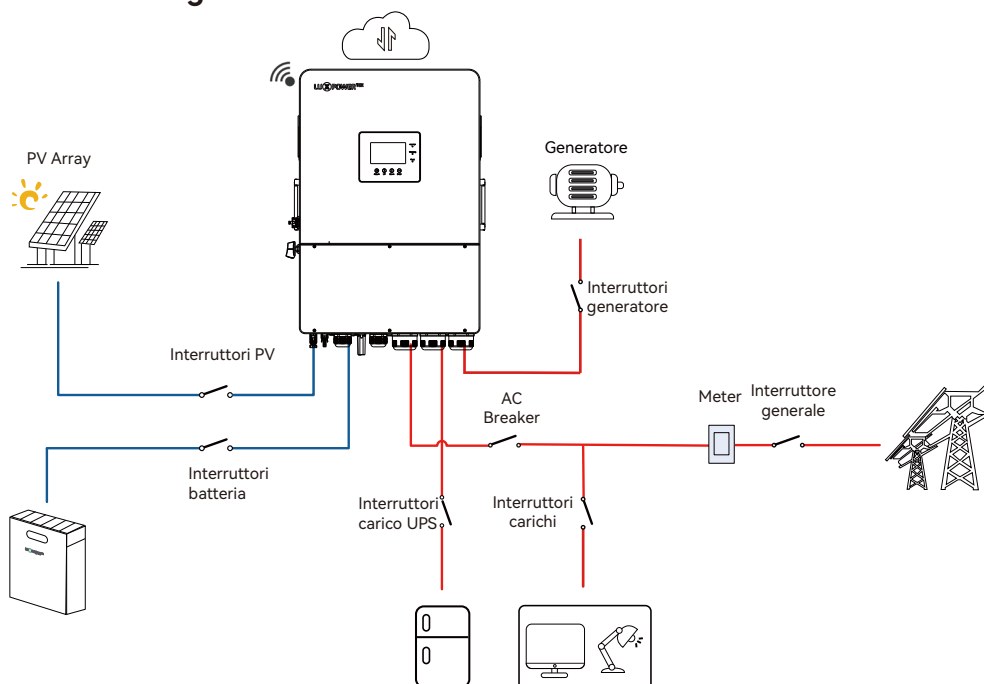 LUXPOWERTEK
PV Array
Generatore
Interruttori
generatore
Interruttori PV
AC
Breaker
Meter
Interruttore
generale
Interruttori
batteria
Interruttori
carico UPS
Interruttori
carichi